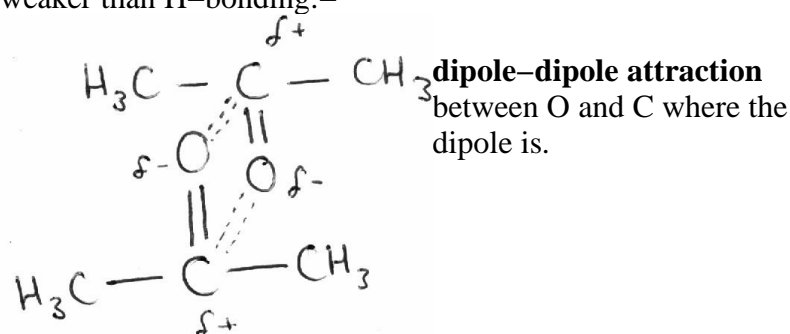 weaker than H–bonding.–
δ+
H₃C – C – CH₃ dipole–dipole attraction
between O and C where the
dipole is.
δ- O || O δ-
||
H₃C – C – CH₃
δ+